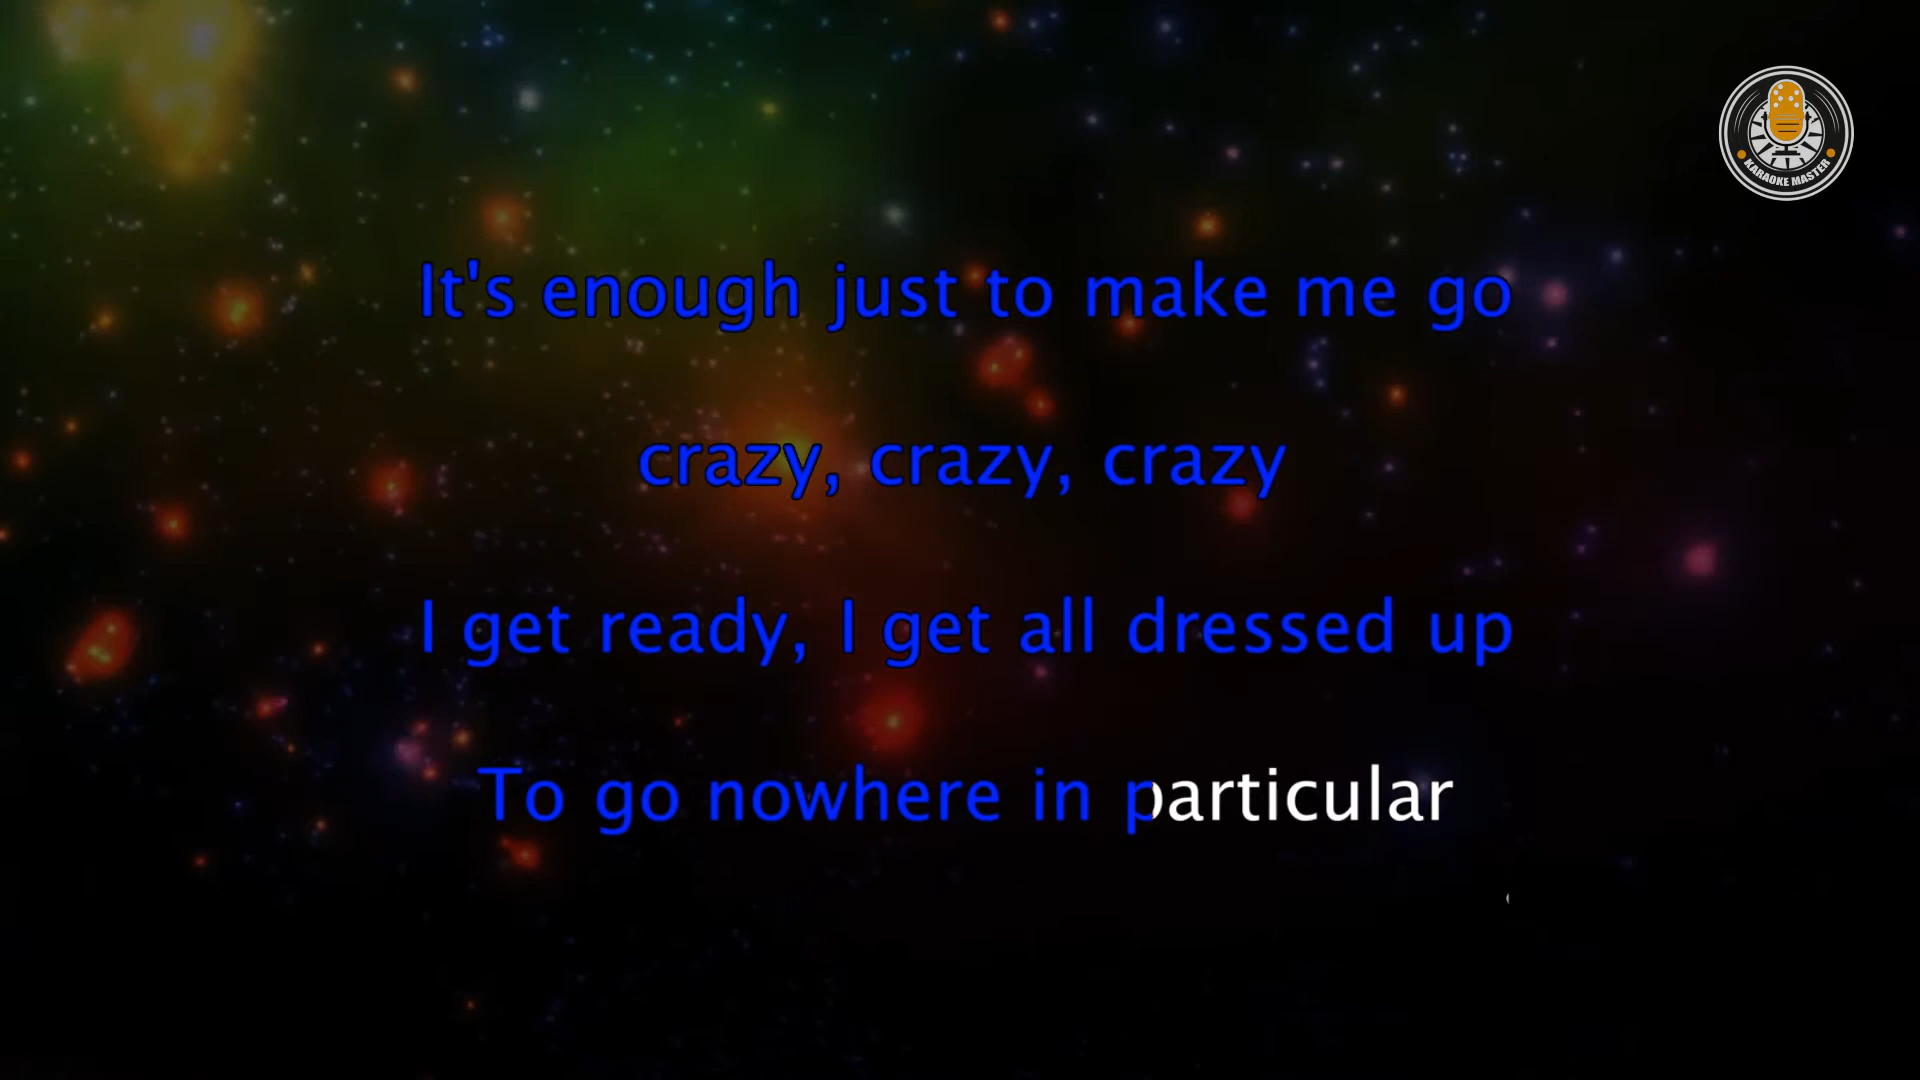 KARAOKE MASTER
It's enough just to make me go
crazy, crazy, crazy
I get ready, I get all dressed up
To go nowhere in particular